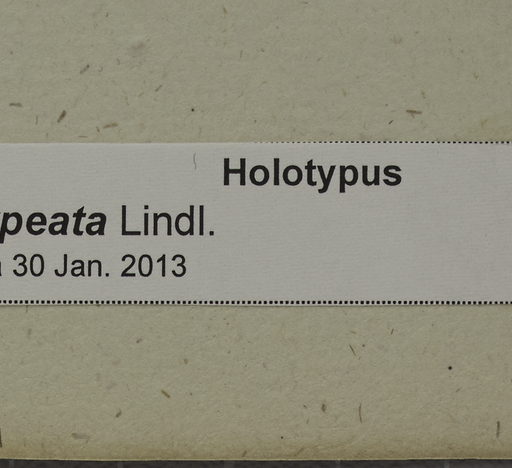 Holotypus
peata Lindl.
30 Jan. 2013